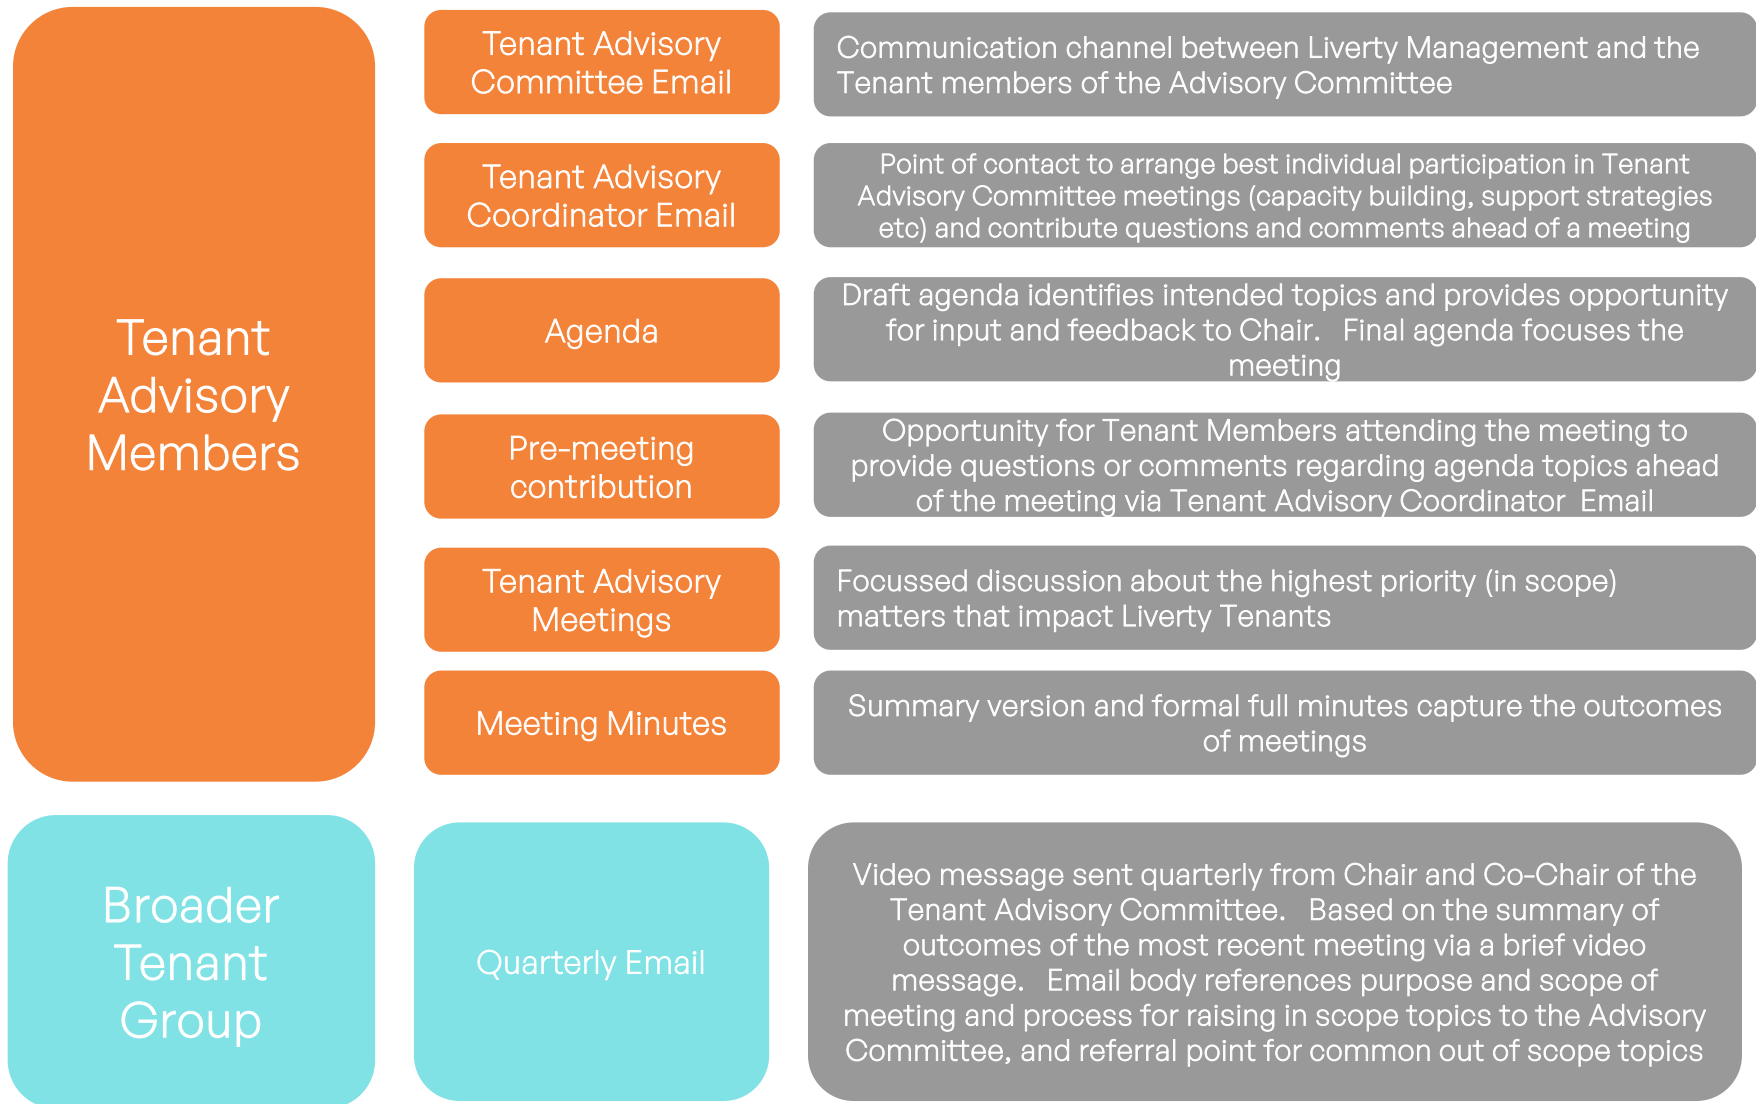 Tenant
Advisory
Members
Tenant Advisory
Committee Email
Communication channel between Liverty Management and the
Tenant members of the Advisory Committee
Tenant Advisory
Coordinator Email
Point of contact to arrange best individual participation in Tenant
Advisory Committee meetings (capacity building, support strategies
etc) and contribute questions and comments ahead of a meeting
Agenda
Draft agenda identifies intended topics and provides opportunity
for input and feedback to Chair.   Final agenda focuses the
meeting
Pre-meeting
contribution
Opportunity for Tenant Members attending the meeting to
provide questions or comments regarding agenda topics ahead
of the meeting via Tenant Advisory Coordinator  Email
Tenant Advisory
Meetings
Focussed discussion about the highest priority (in scope)
matters that impact Liverty Tenants
Meeting Minutes
Summary version and formal full minutes capture the outcomes
of meetings
Broader
Tenant
Group
Quarterly Email
Video message sent quarterly from Chair and Co-Chair of the
Tenant Advisory Committee.   Based on the summary of
outcomes of the most recent meeting via a brief video
message.   Email body references purpose and scope of
meeting and process for raising in scope topics to the Advisory
Committee, and referral point for common out of scope topics